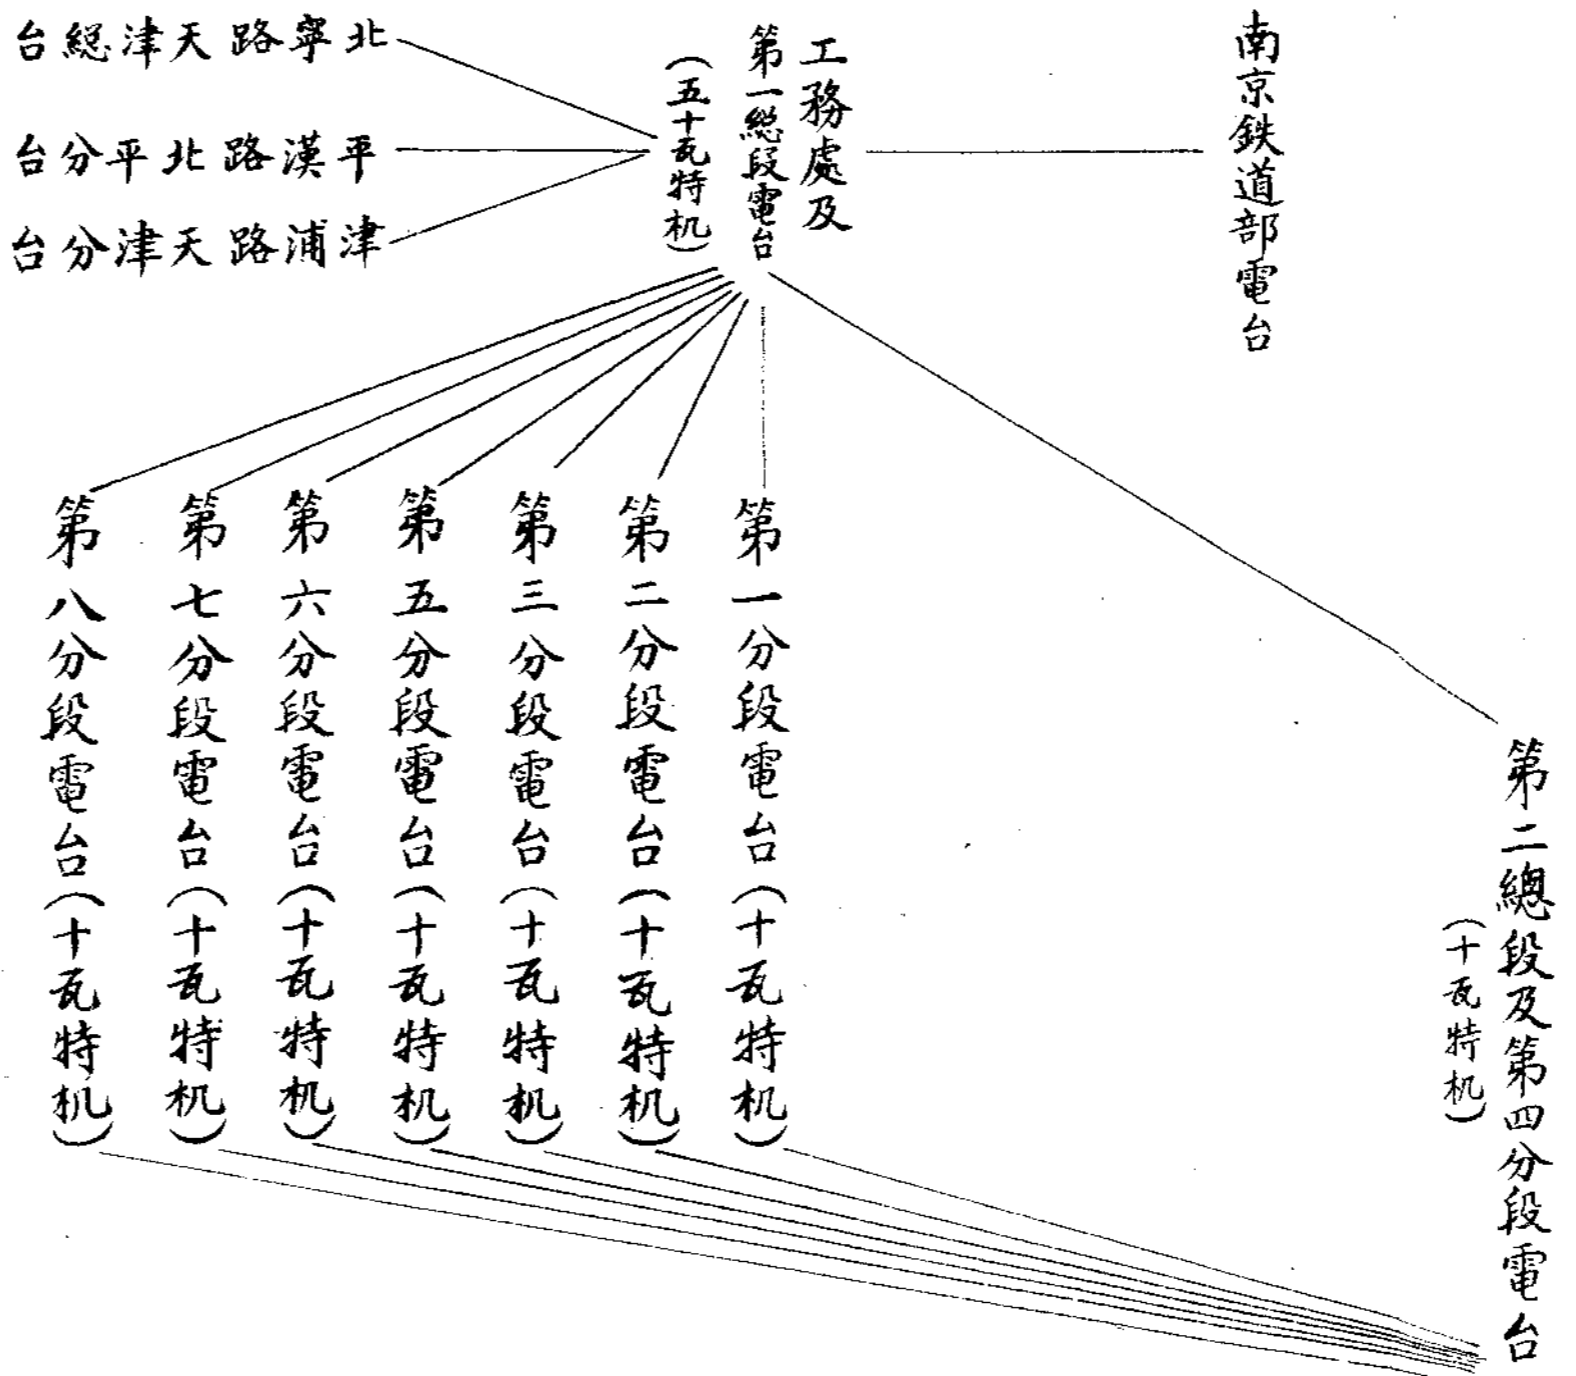 南京鉄道部電台
工務處及
第一総段電台
(五十瓦特机)
北寧路天津総台
平漢路北平分台
津浦路天津分台
第二總段及第四分段電台
(十瓦特机)
第一分段電台(十瓦特机)
第二分段電台(十瓦特机)
第三分段電台(十瓦特机)
第五分段電台(十瓦特机)
第六分段電台(十瓦特机)
第七分段電台(十瓦特机)
第八分段電台(十瓦特机)